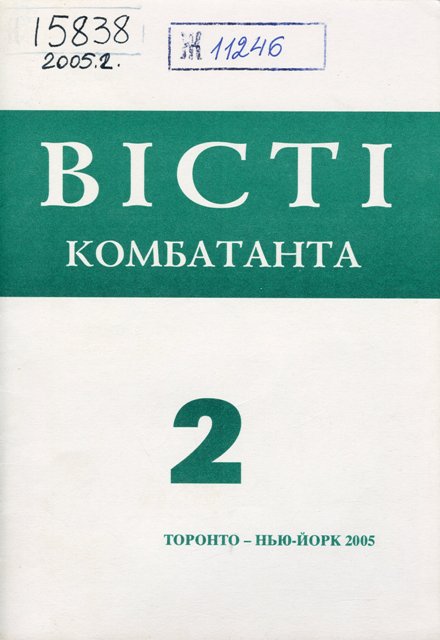 15838
2005.2.
Ж 11246
ВІСТІ
КОМБАТАНТА
2
ТОРОНТО – НЬЮ-ЙОРК 2005